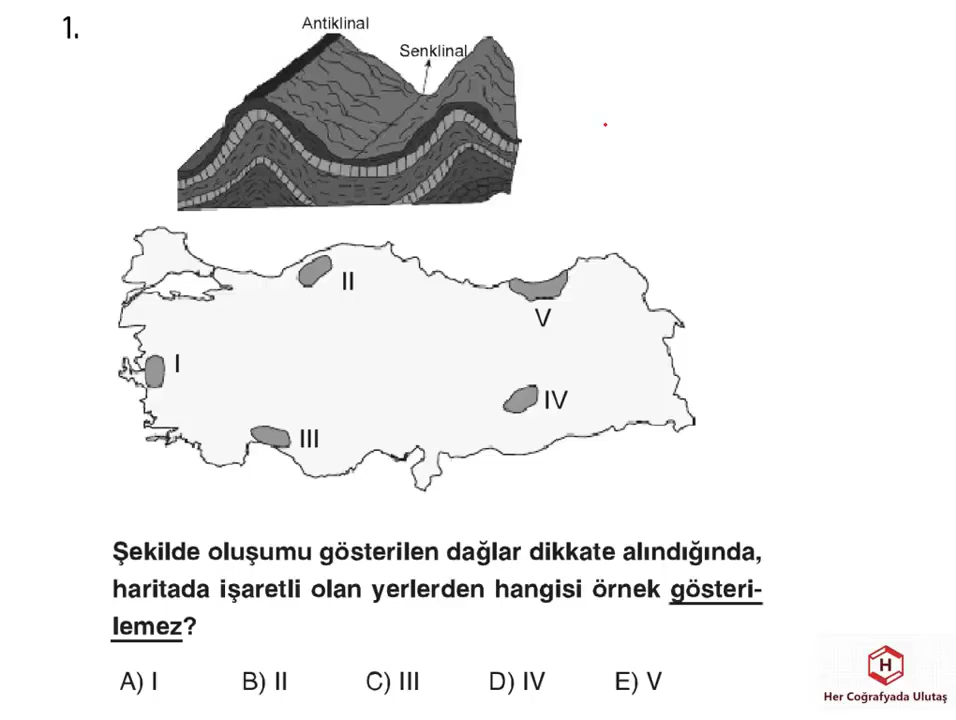 1.
Antiklinal
Senklinal
II
V
I
IV
III
Şekilde oluşumu gösterilen dağlar dikkate alındığında,
haritada işaretli olan yerlerden hangisi örnek gösteri-
lemez?
A) I B) II C) III D) IV E) V
H
Her Coğrafyada Ulutaş